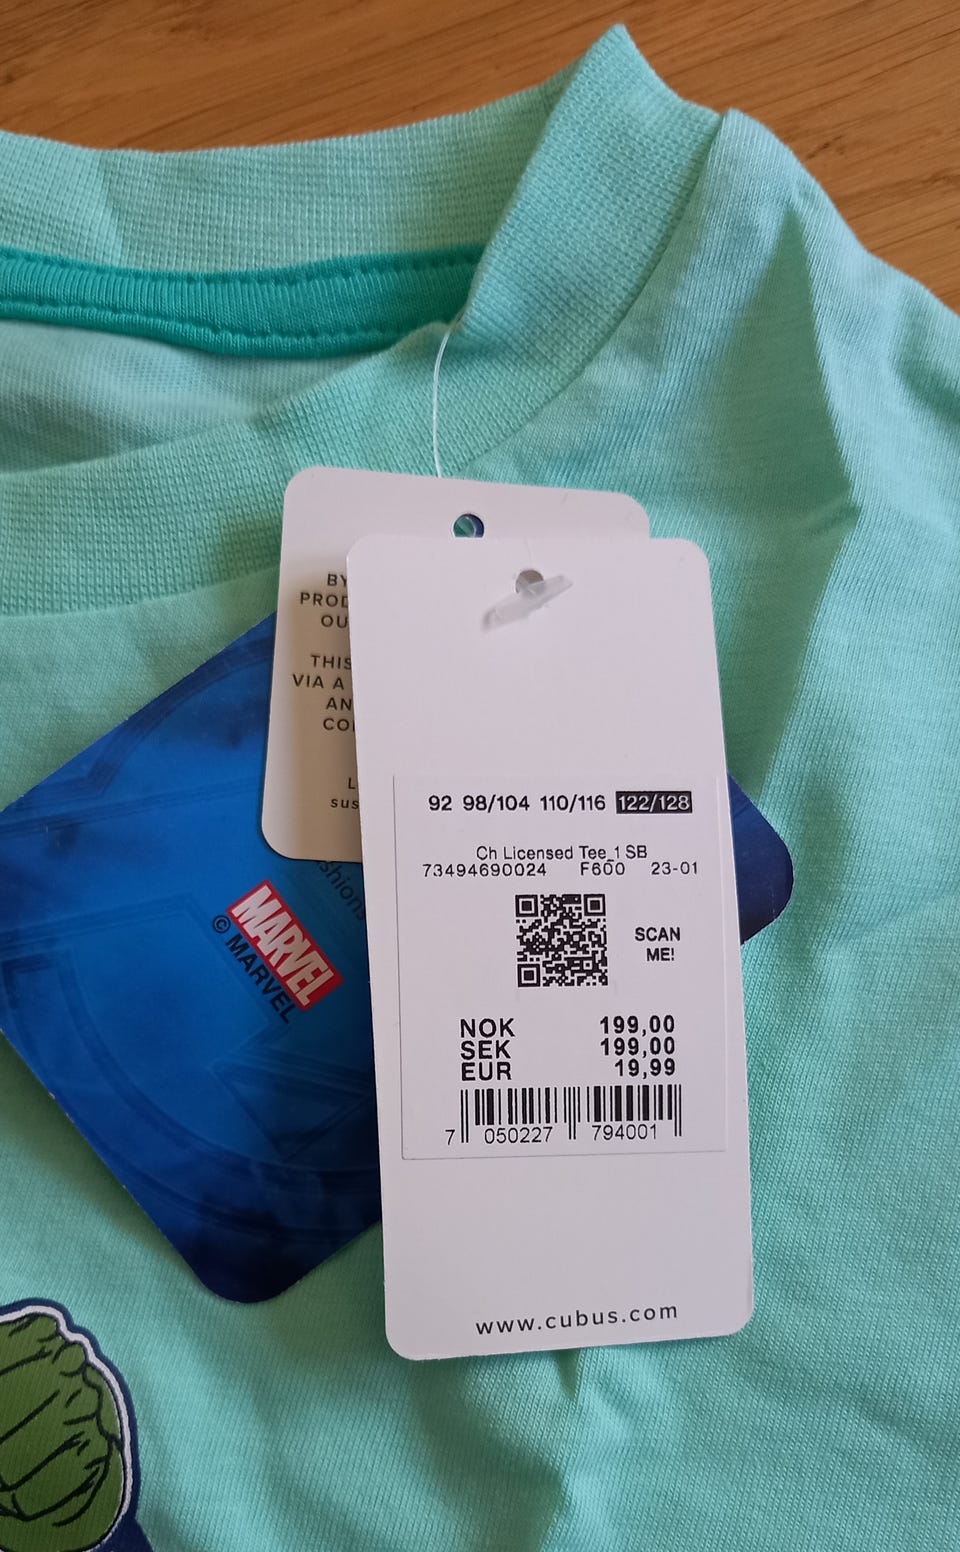 BY
PROD
OU
THIS
VIA A
AN
CO
L
sus
shions
MARVEL
© MARVEL
92 98/104 110/116 122/128
Ch Licensed Tee_1 SB
73494690024 F600 23-01
SCAN
ME!
NOK 199,00
SEK 199,00
EUR 19,99
7 050227 794001
www.cubus.com